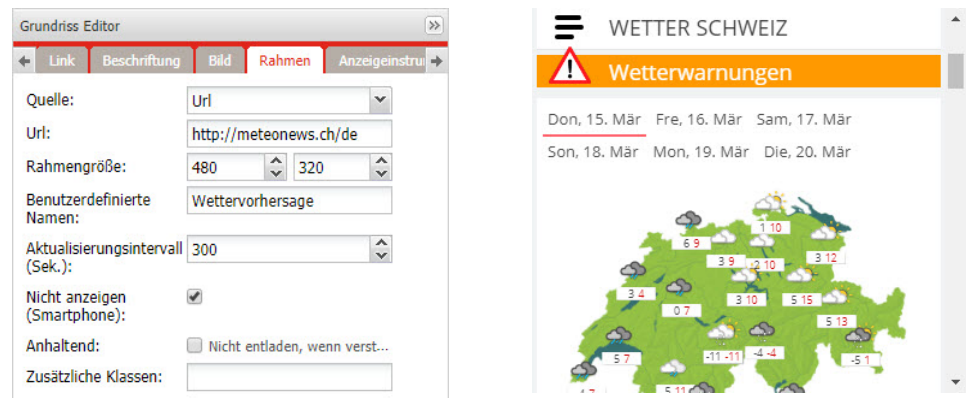 Grundriss Editor
Link Beschriftung Bild Rahmen Anzeigeinstru
Quelle: Url
Url: http://meteonews.ch/de
Rahmengröße: 480 320
Benutzerdefinierte Namen: Wettervorhersage
Aktualisierungsintervall (Sek.): 300
Nicht anzeigen (Smartphone):
Anhaltend: Nicht entladen, wenn verst...
Zusätzliche Klassen:
WETTER SCHWEIZ
Wetterwarnungen
Don, 15. Mär Fre, 16. Mär Sam, 17. Mär
Son, 18. Mär Mon, 19. Mär Die, 20. Mär
1 10
6 9
3 9
2 10
3 12
3 4
0 7
3 10
5 15
5 13
5 7
-11 -11
-4 -4
-5 1
5 11